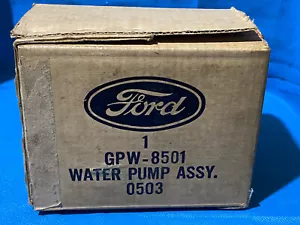 Ford
1
GPW-8501
WATER PUMP ASSY.
0503